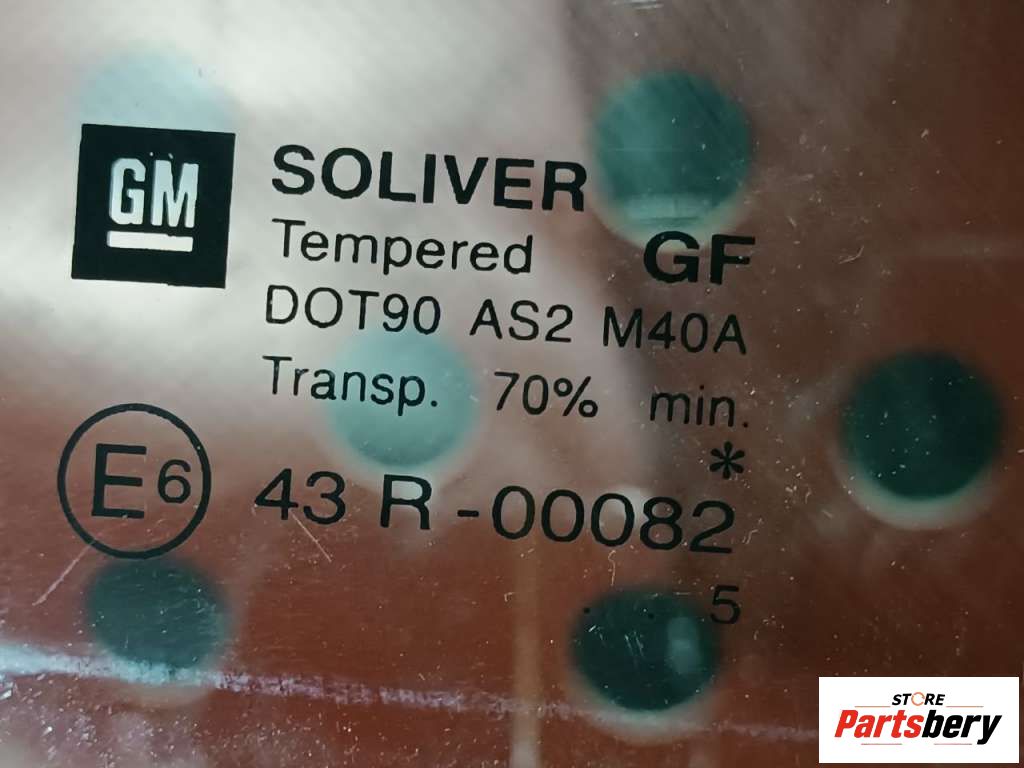 GM
SOLIVER
Tempered GF
DOT90 AS2 M40A
Transp. 70% min.
*
E6 43 R -00082
. . 5
STORE
Partsbery